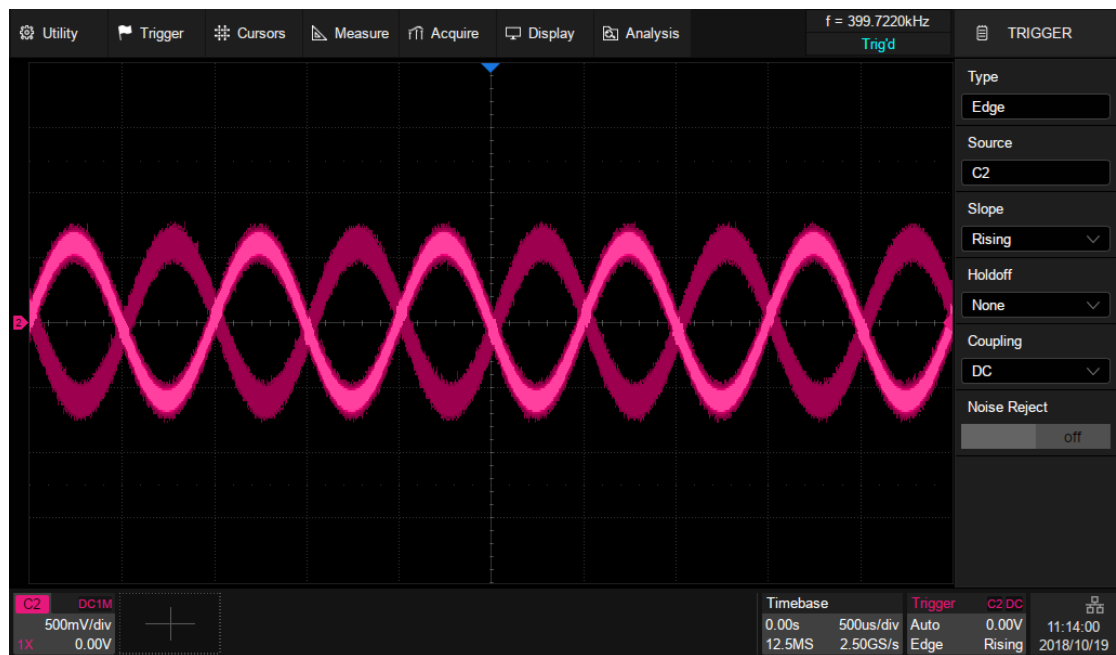 Utility Trigger Cursors Measure Acquire Display Analysis f = 399.7220kHz TRIGGER
Trig'd
Type
Edge
Source
C2
Slope
Rising
Holdoff
None
Coupling
DC
Noise Reject
off
2
C2 DC1M
500mV/div
1X 0.00V
Timebase
0.00s 500us/div
12.5MS 2.50GS/s
Trigger C2 DC
Auto 0.00V
Edge Rising
11:14:00
2018/10/19